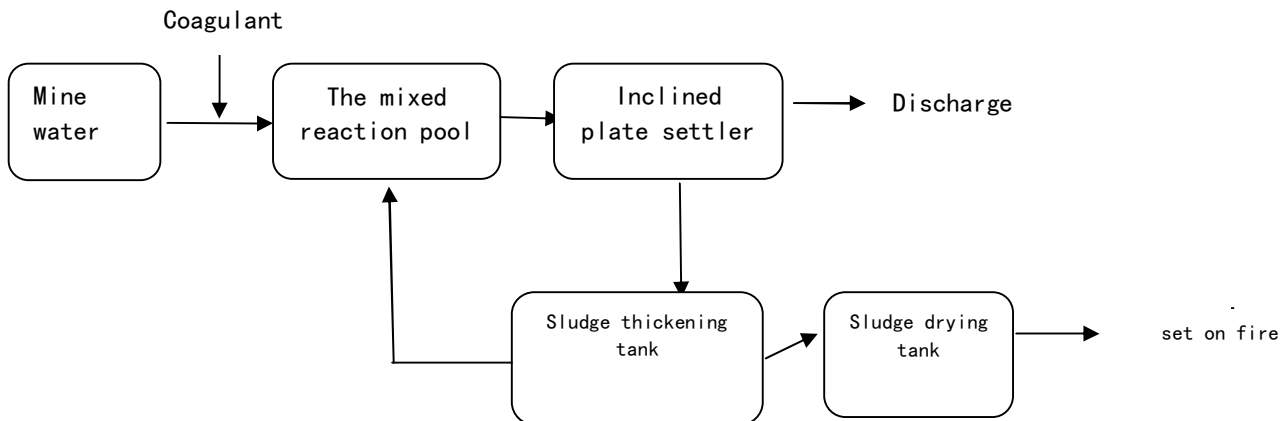 Coagulant
Mine
water
The mixed
reaction pool
Inclined
plate settler
Discharge
Sludge thickening
tank
Sludge drying
tank
set on fire